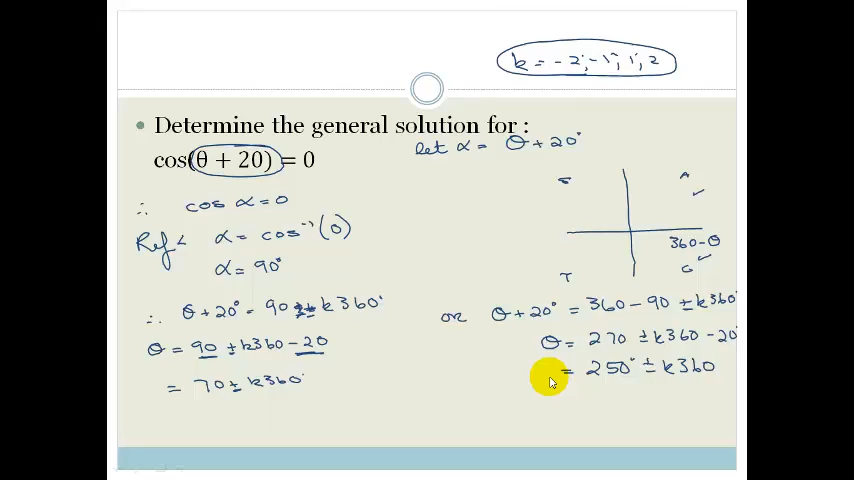 k = -2; -1; 1; 2
Determine the general solution for :
cos(θ + 20) = 0
let α = θ + 20°
∴ cos α = 0
Ref < α = cos⁻¹(0)
α = 90°
S
A ✓
360-θ
T
C ✓
∴ θ + 20° = 90 ± k360°
θ = 90 ± k360 - 20
= 70 ± k360°
or θ + 20° = 360 - 90 ± k360°
θ = 270 ± k360 - 20°
= 250° ± k360